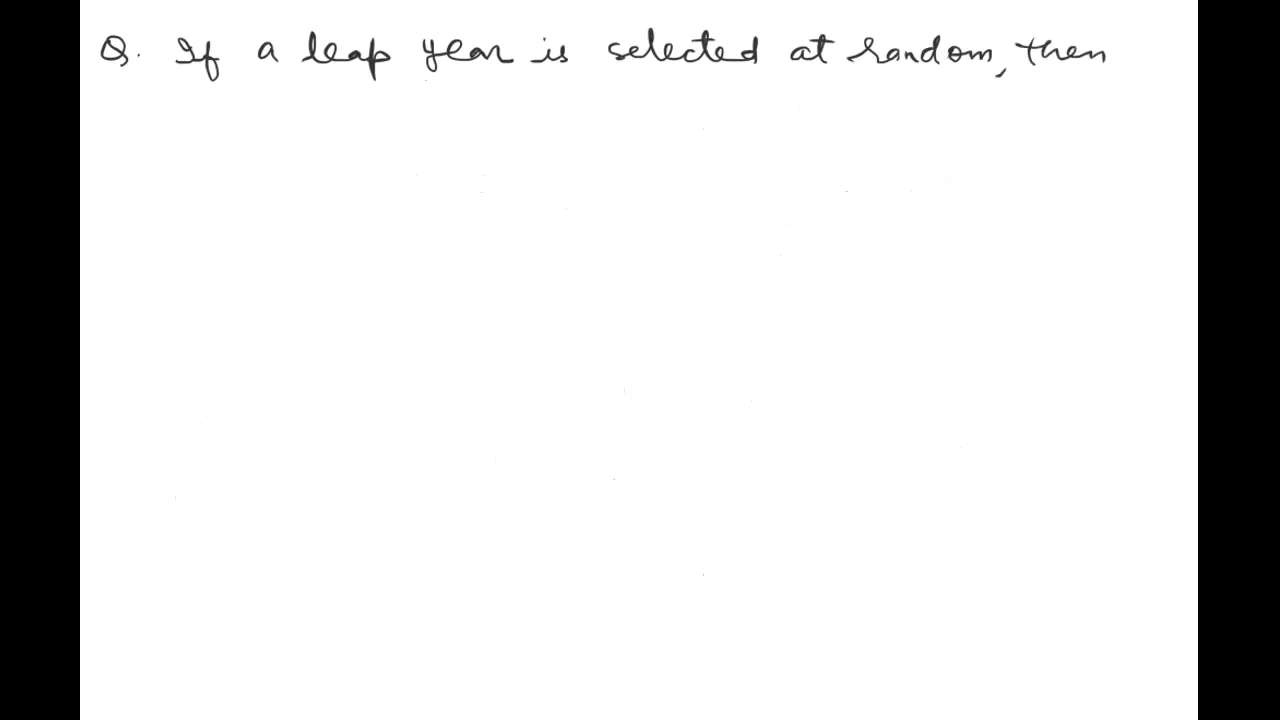 Q. If a leap year is selected at random, then